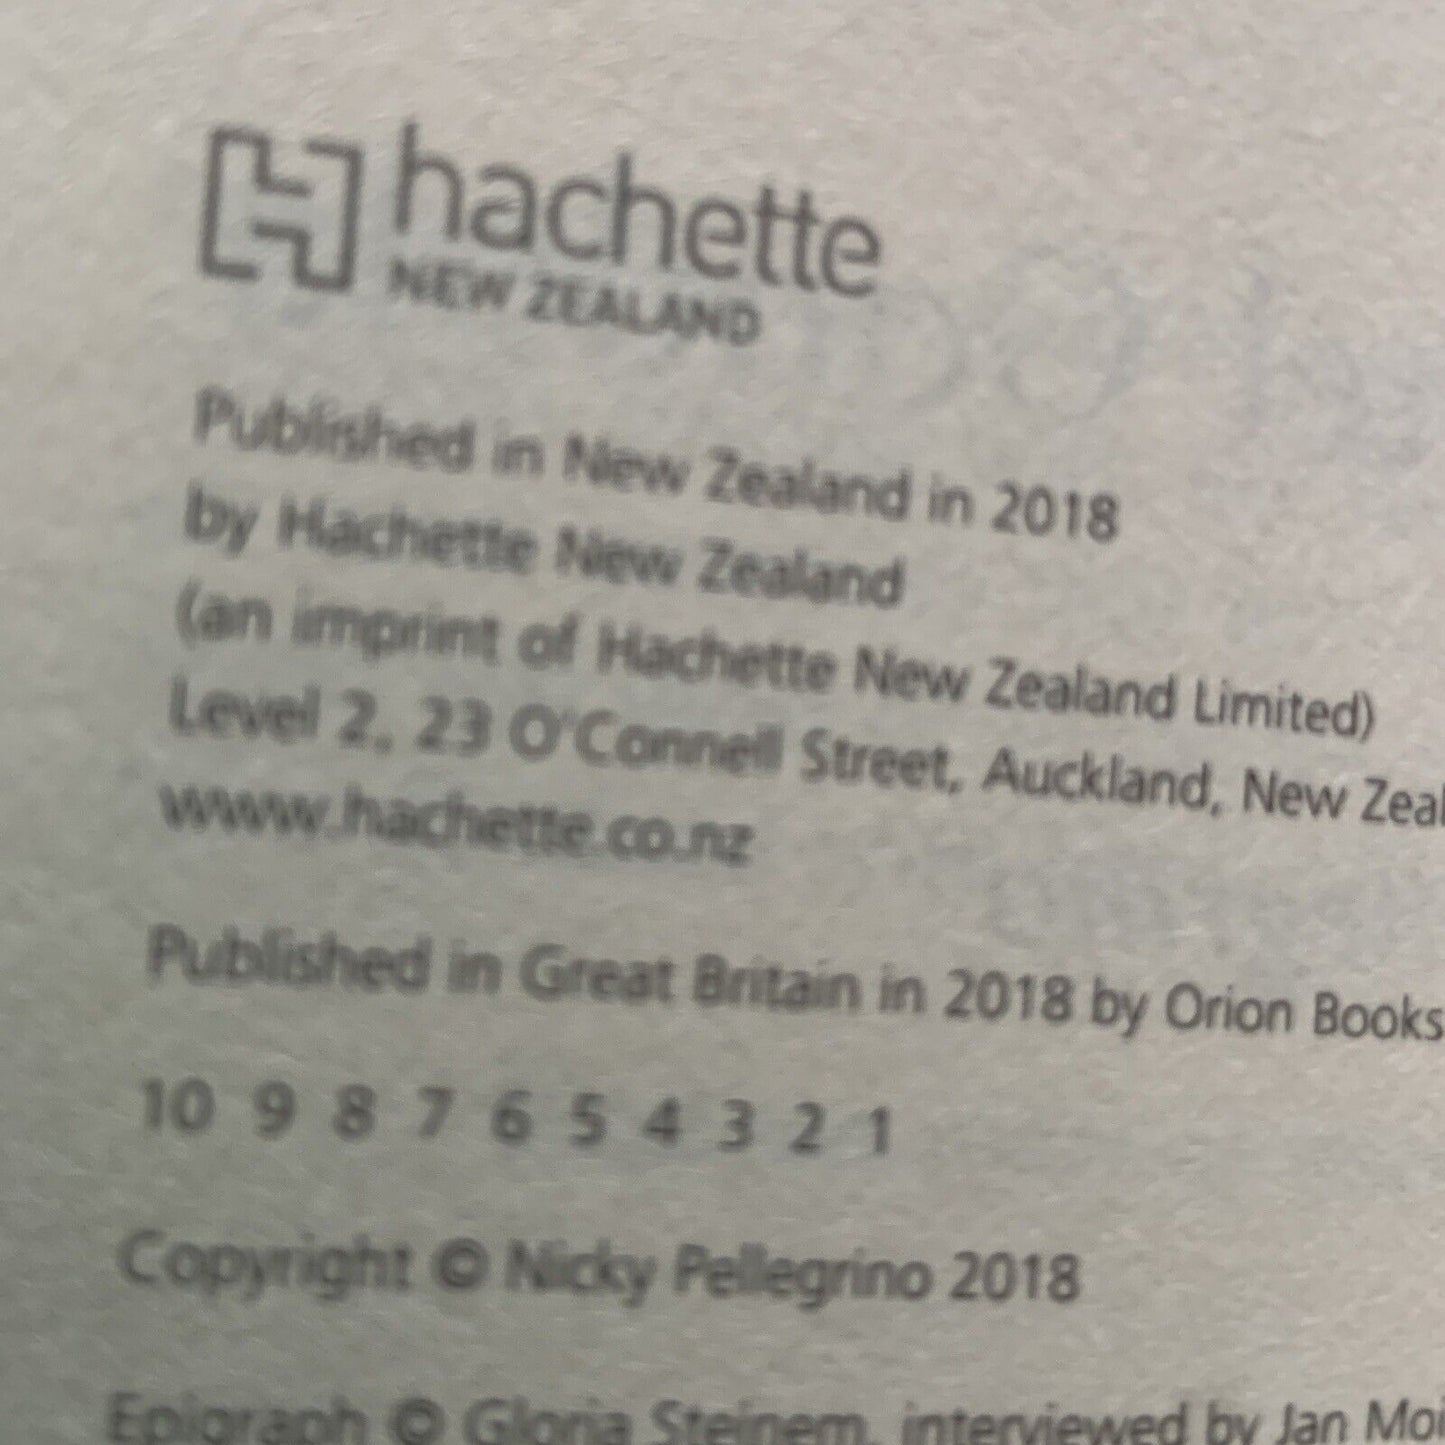 hachette
NEW ZEALAND
Published in New Zealand in 2018
by Hachette New Zealand
(an imprint of Hachette New Zealand Limited)
Level 2, 23 O'Connell Street, Auckland, New Zeal
www.hachette.co.nz
Published in Great Britain in 2018 by Orion Books
10 9 8 7 6 5 4 3 2 1
Copyright © Nicky Pellegrino 2018
Epigraph © Gloria Steinem, interviewed by Jan Moi